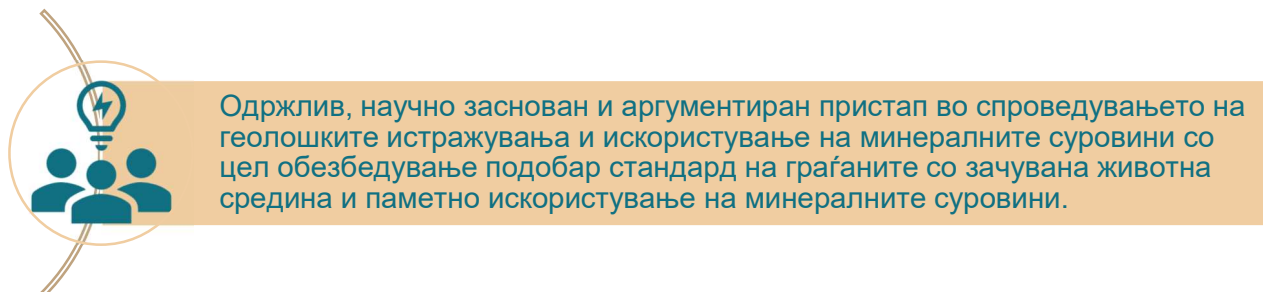 Одржлив, научно заснован и аргументиран пристап во спроведувањето на
геолошките истражувања и искористување на минералните суровини со
цел обезбедување подобар стандард на граѓаните со зачувана животна
средина и паметно искористување на минералните суровини.